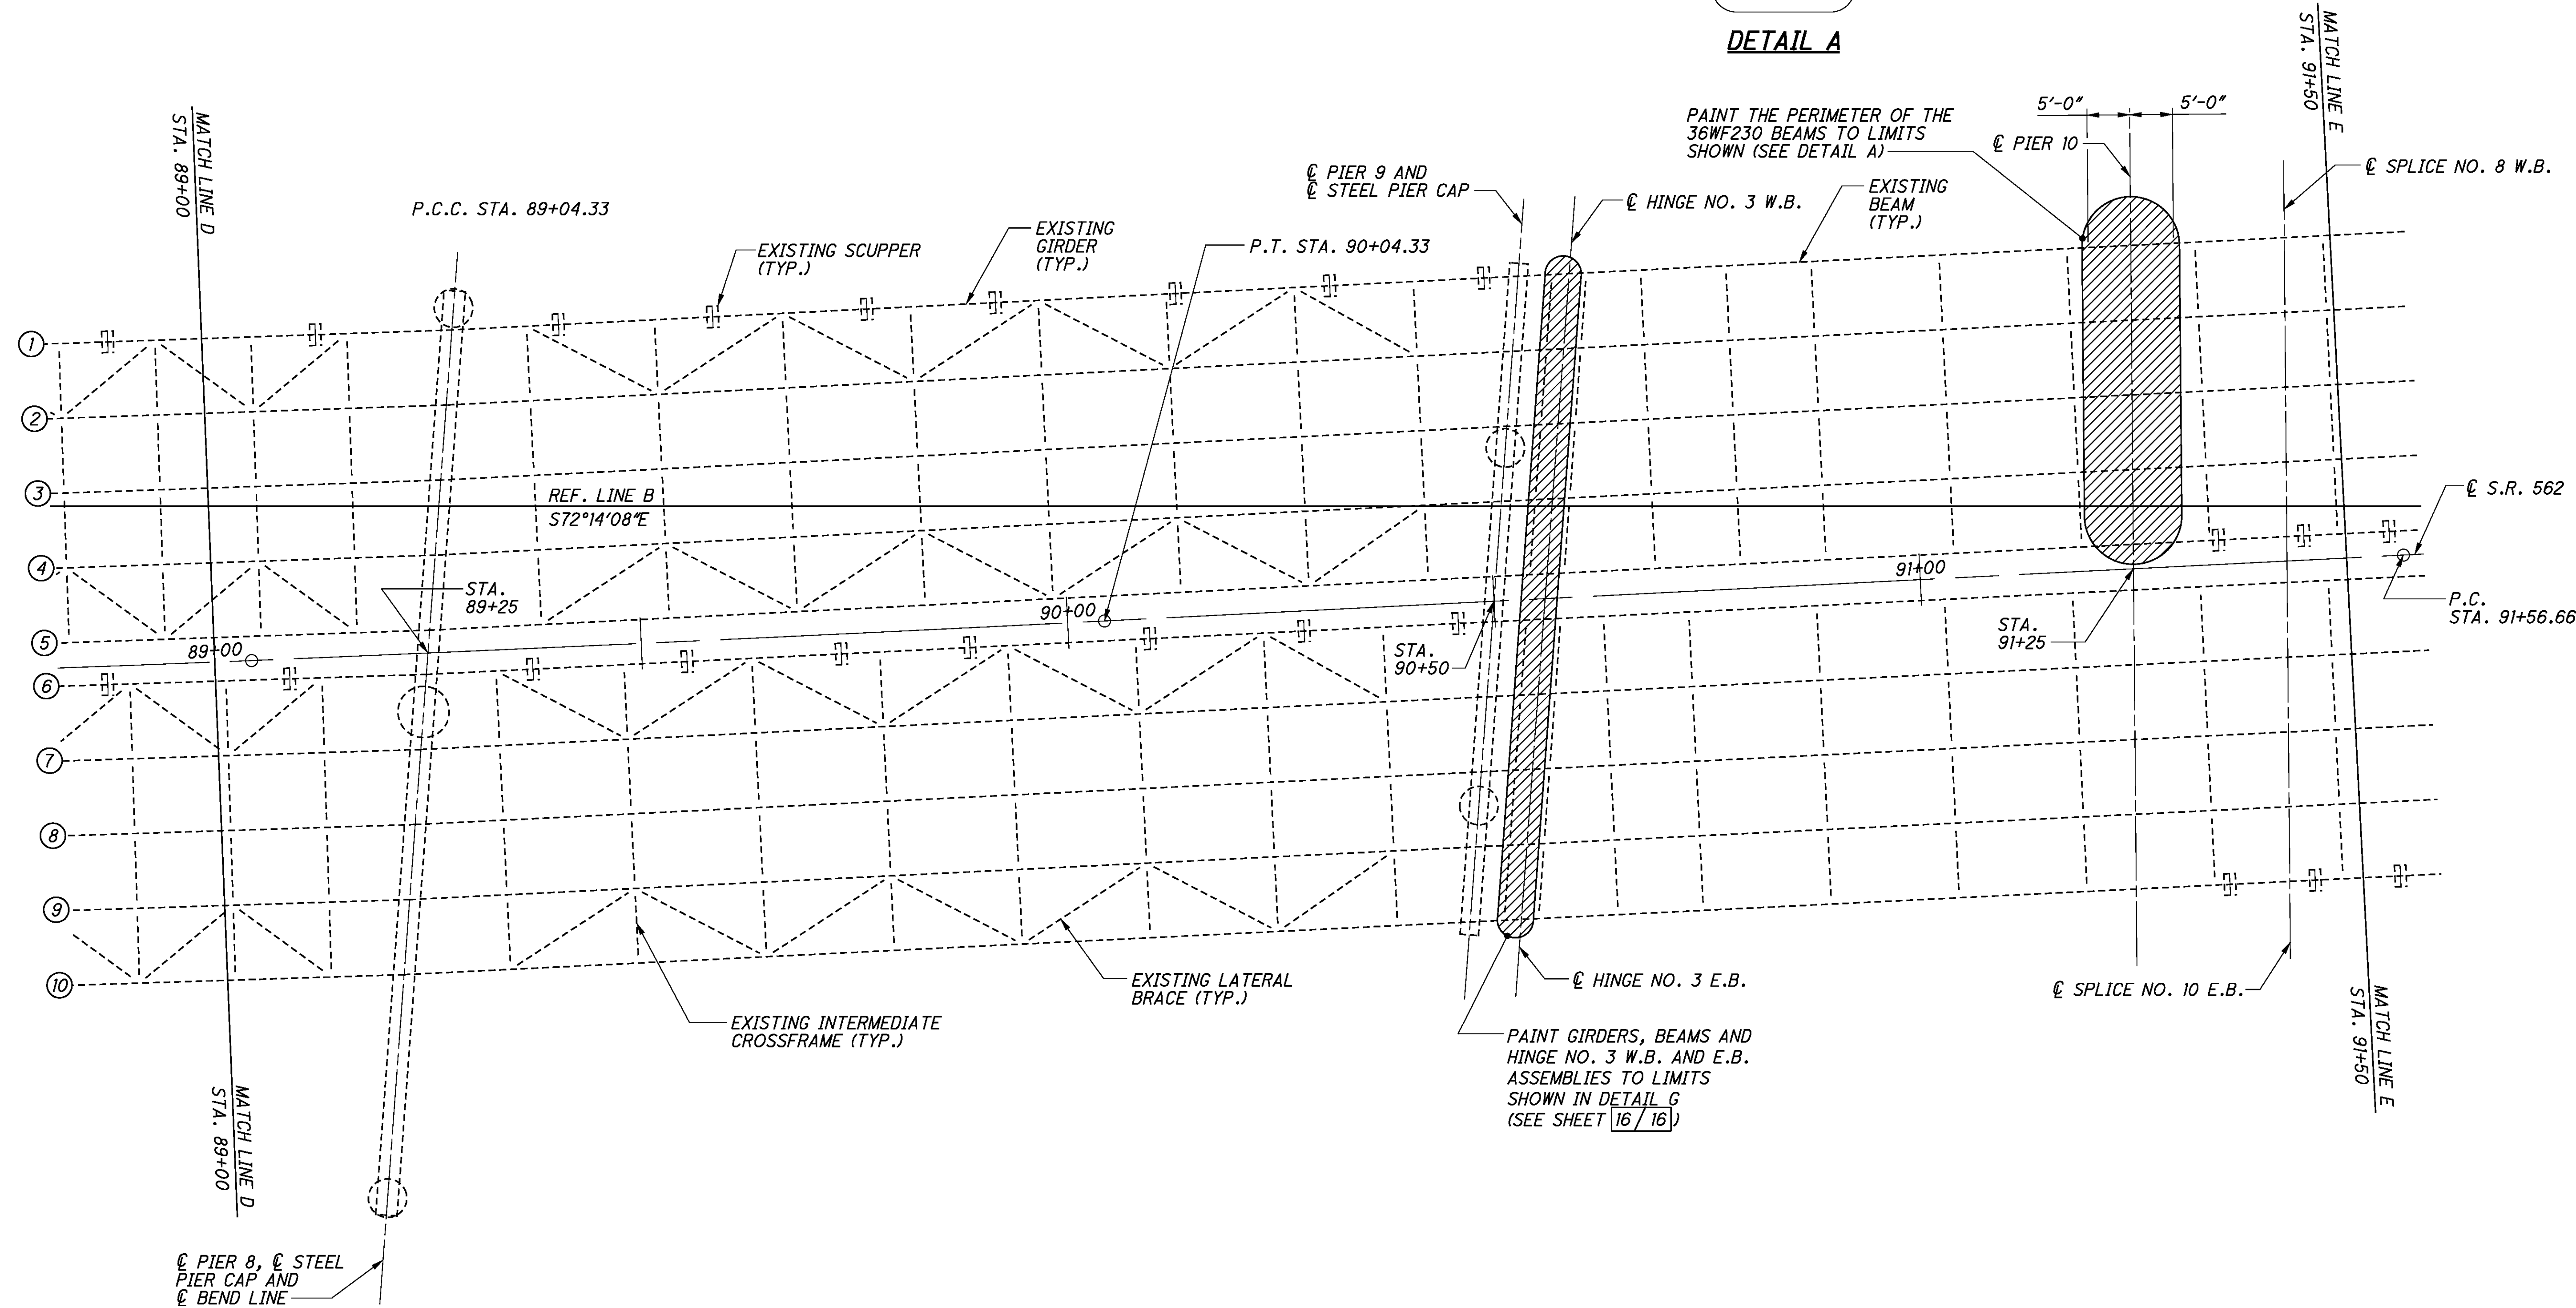 DETAIL A
MATCH LINE D
STA. 89+00
P.C.C. STA. 89+04.33
EXISTING SCUPPER
(TYP.)
EXISTING
GIRDER
(TYP.)
P.T. STA. 90+04.33
℄ PIER 9 AND
℄ STEEL PIER CAP
℄ HINGE NO. 3 W.B.
PAINT THE PERIMETER OF THE
36WF230 BEAMS TO LIMITS
SHOWN (SEE DETAIL A)
EXISTING
BEAM
(TYP.)
5'-0"
5'-0"
℄ PIER 10
MATCH LINE E
STA. 91+50
℄ SPLICE NO. 8 W.B.
1
2
3
4
5
6
7
8
9
10
REF. LINE B
S72°14'08"E
℄ S.R. 562
89+00
STA.
89+25
90+00
STA.
90+50
91+00
STA.
91+25
P.C.
STA. 91+56.66
EXISTING INTERMEDIATE
CROSSFRAME (TYP.)
EXISTING LATERAL
BRACE (TYP.)
℄ HINGE NO. 3 E.B.
℄ SPLICE NO. 10 E.B.
PAINT GIRDERS, BEAMS AND
HINGE NO. 3 W.B. AND E.B.
ASSEMBLIES TO LIMITS
SHOWN IN DETAIL G
(SEE SHEET 16/16)
MATCH LINE D
STA. 89+00
MATCH LINE E
STA. 91+50
℄ PIER 8, ℄ STEEL
PIER CAP AND
℄ BEND LINE